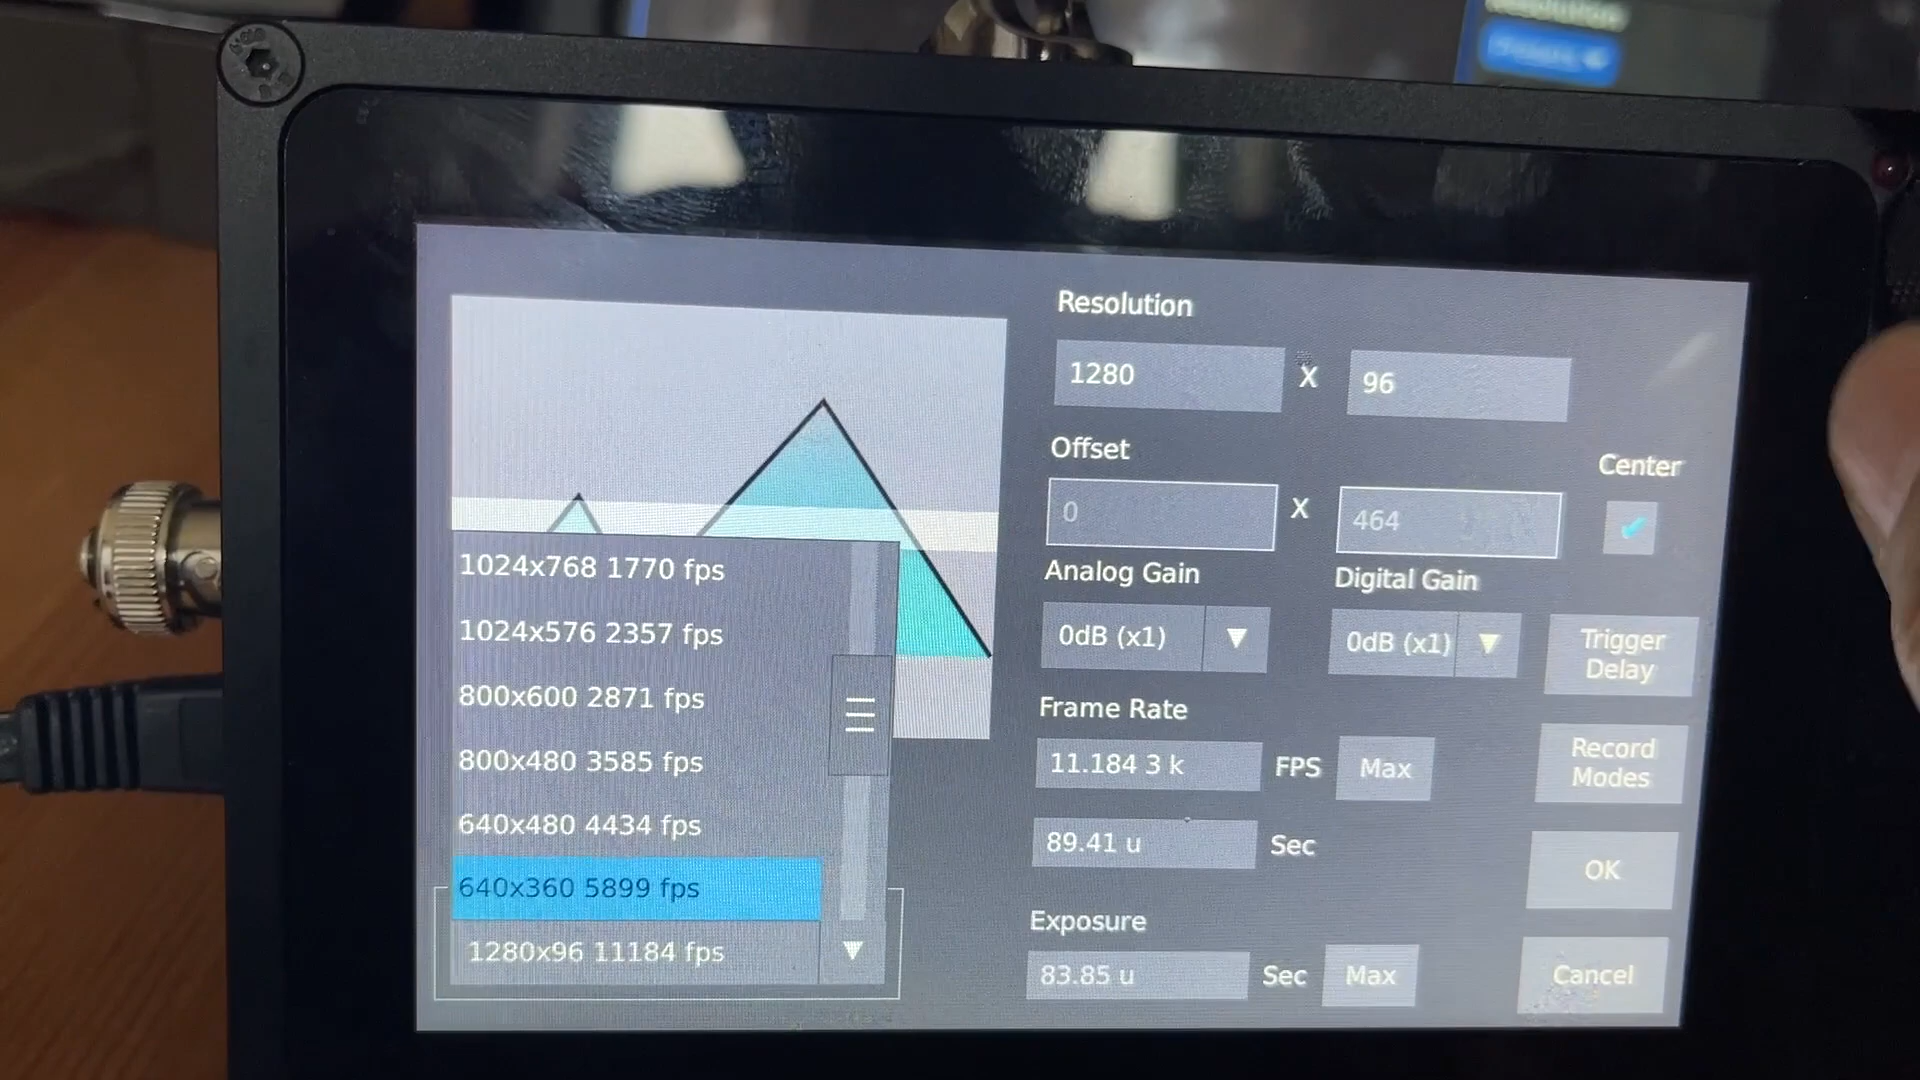 Resolution
1280 X 96
Offset
Center
0 X 464
Analog Gain
Digital Gain
0dB (x1)
0dB (x1)
Trigger
Delay
Frame Rate
11.184 3 k FPS Max
Record
Modes
89.41 u Sec
OK
Exposure
83.85 u Sec Max
Cancel
1024x768 1770 fps
1024x576 2357 fps
800x600 2871 fps
800x480 3585 fps
640x480 4434 fps
640x360 5899 fps
1280x96 11184 fps